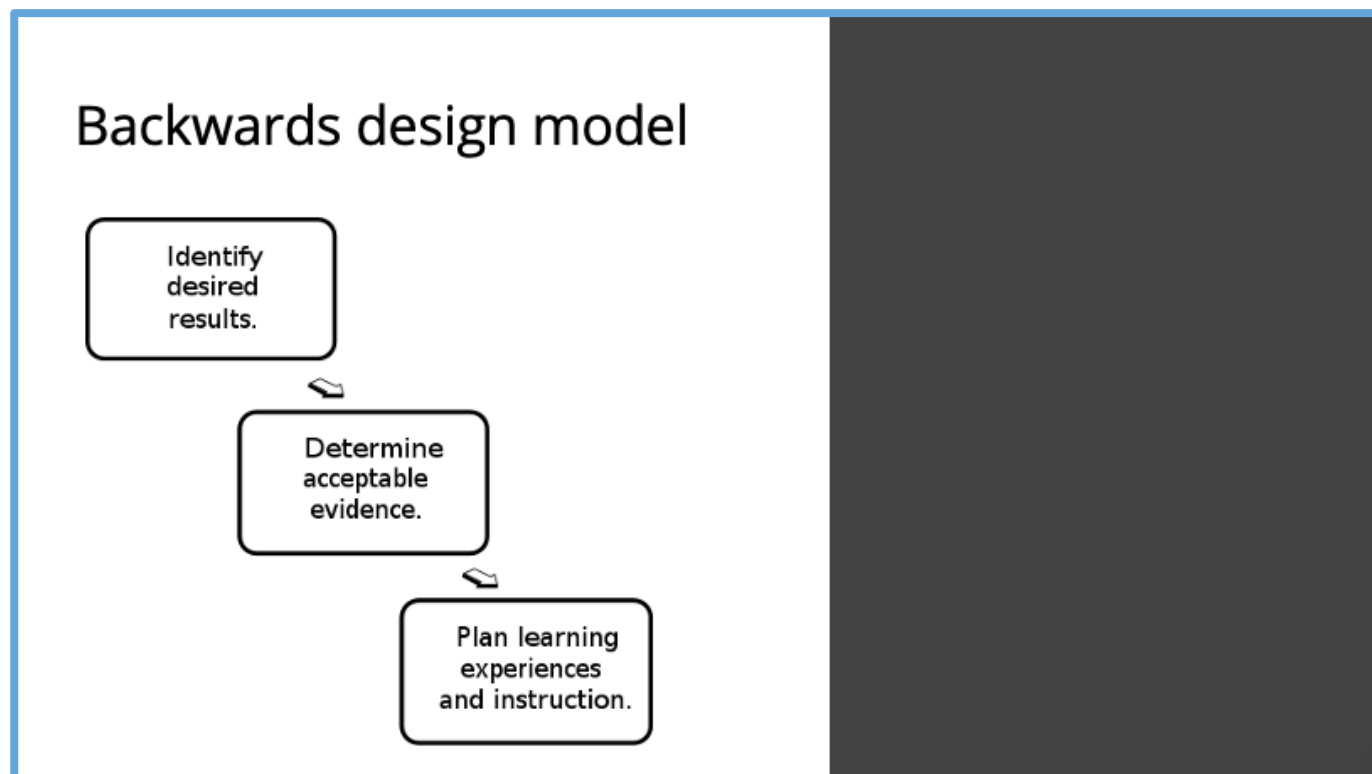 Backwards design model
Identify
desired
results.
Determine
acceptable
evidence.
Plan learning
experiences
and instruction.